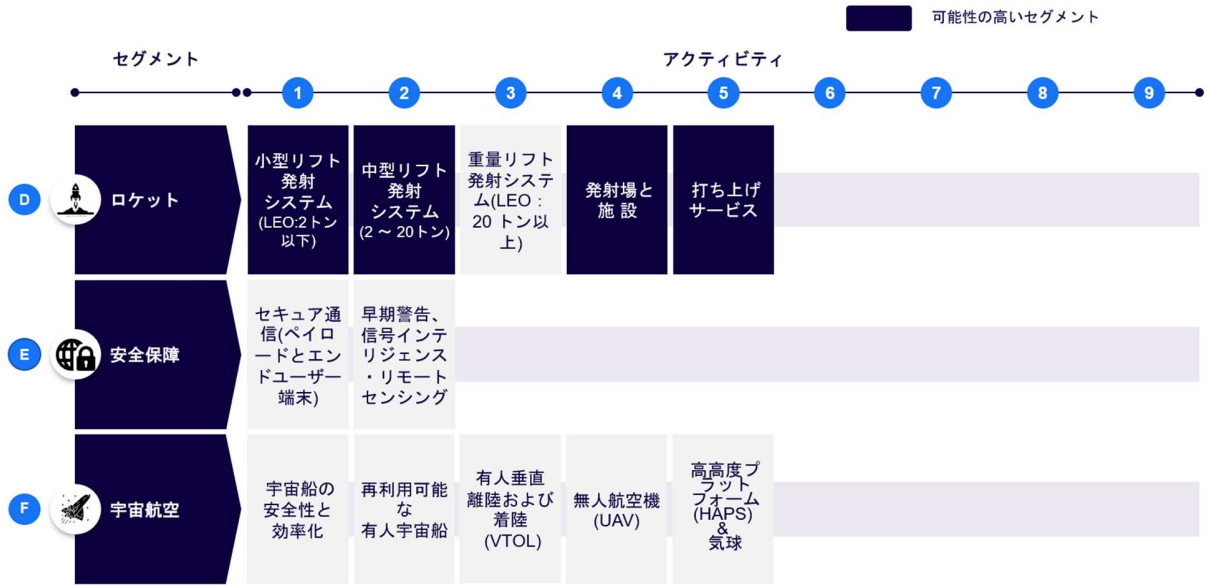 可能性の高いセグメント
セグメント
アクティビティ
1 2 3 4 5 6 7 8 9
D
ロケット
小型リフト
発射
システム
(LEO:2トン
以下)
中型リフト
発射
システム
(2 ～ 20トン)
重量リフト
発射システ
ム(LEO :
20 トン以
上)
発射場と
施 設
打ち上げ
サービス
E
安全保障
セキュア通
信(ペイロ
ードとエン
ドユーザー
端末)
早期警告、
信号インテ
リジェンス
・リモート
センシング
F
宇宙航空
宇宙船の
安全性と
効率化
再利用可能
な
有人宇宙船
有人垂直
離陸および
着陸
(VTOL)
無人航空機
(UAV)
高高度プ
ラット
フォーム
(HAPS)
&
気球